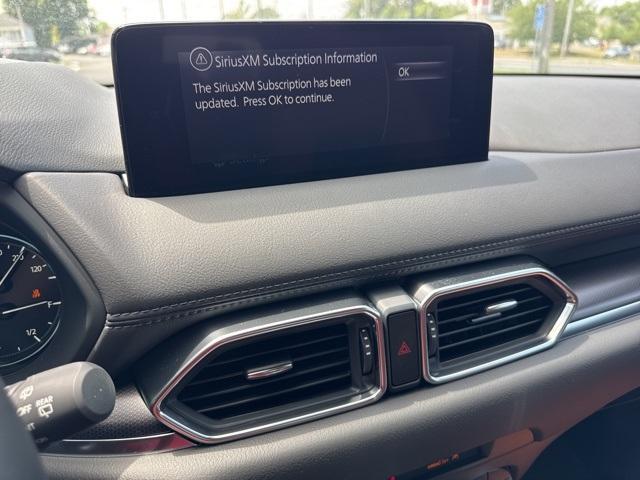 SiriusXM Subscription Information
The SiriusXM Subscription has been
updated. Press OK to continue.
OK
120
F
1/2
OFF
REAR